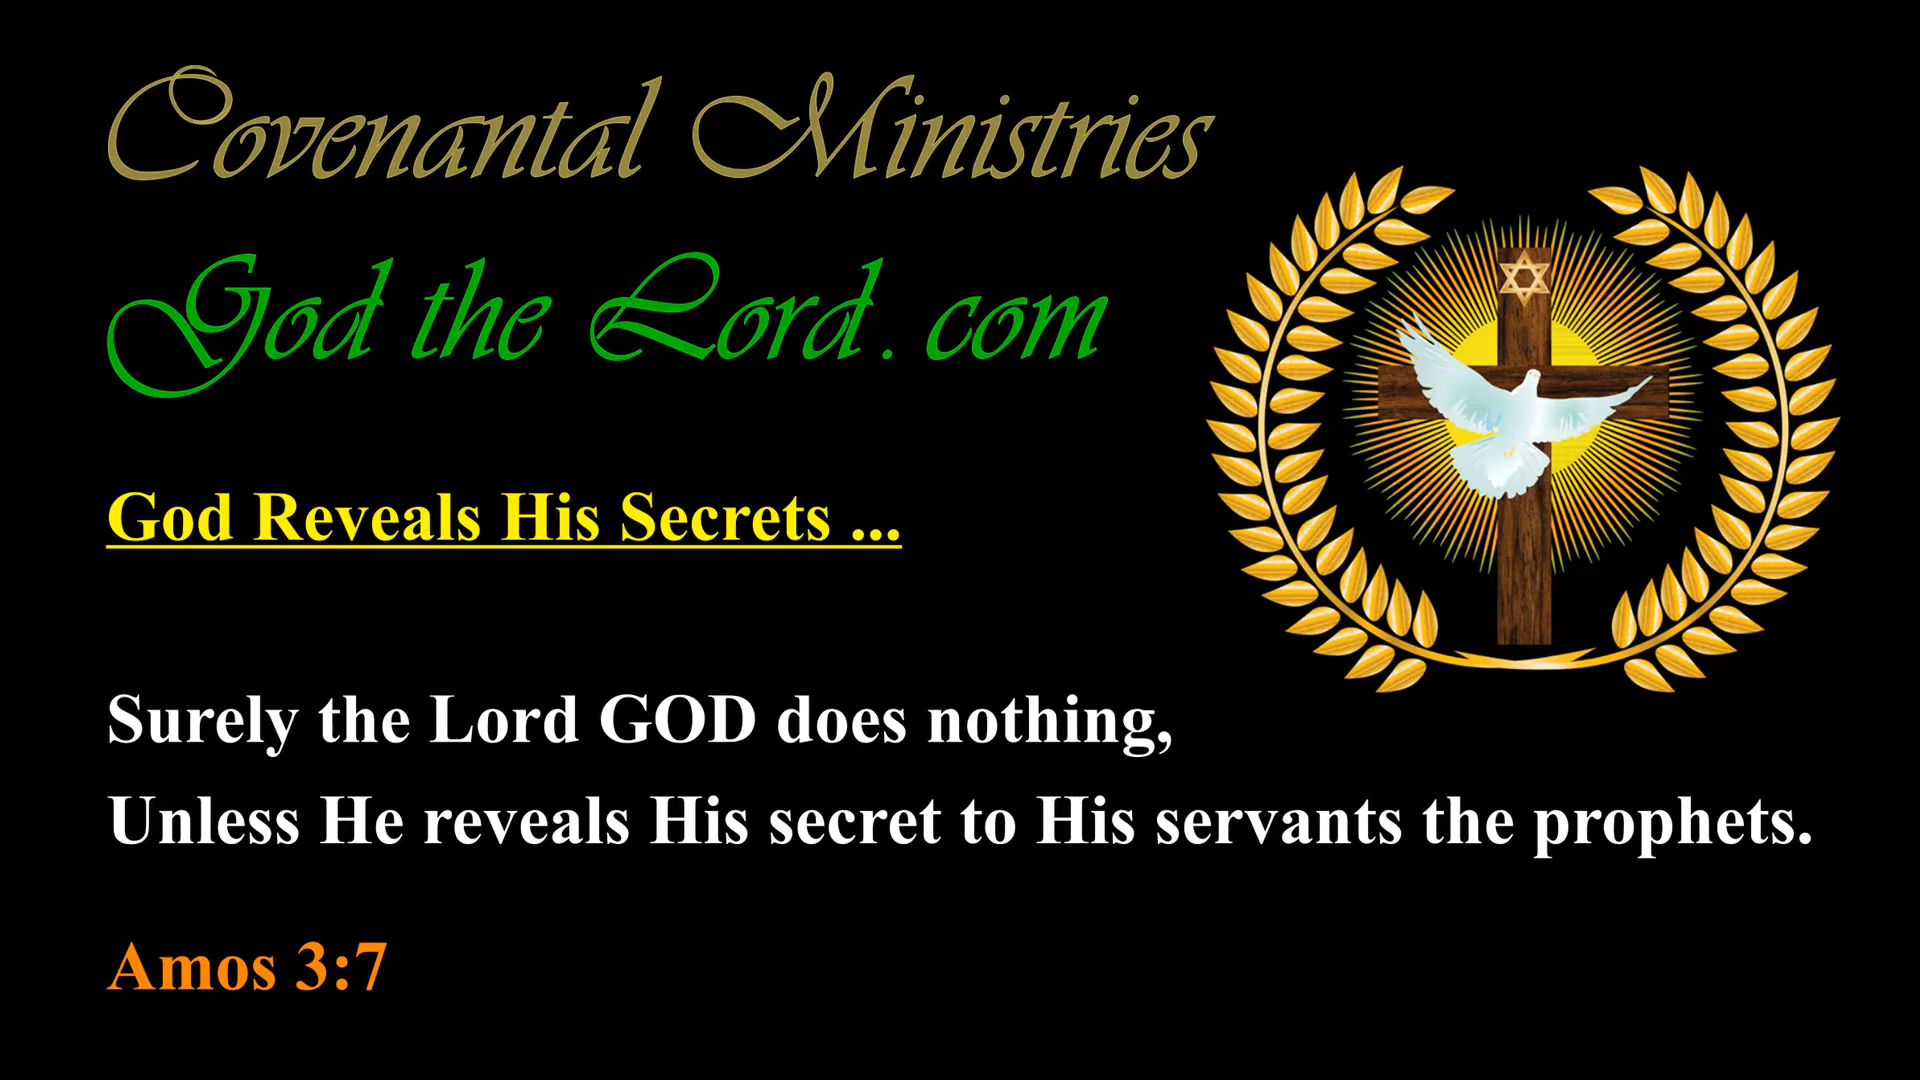 Covenantal Ministries
God the Lord . com
God Reveals His Secrets ...
Surely the Lord GOD does nothing,
Unless He reveals His secret to His servants the prophets.
Amos 3:7